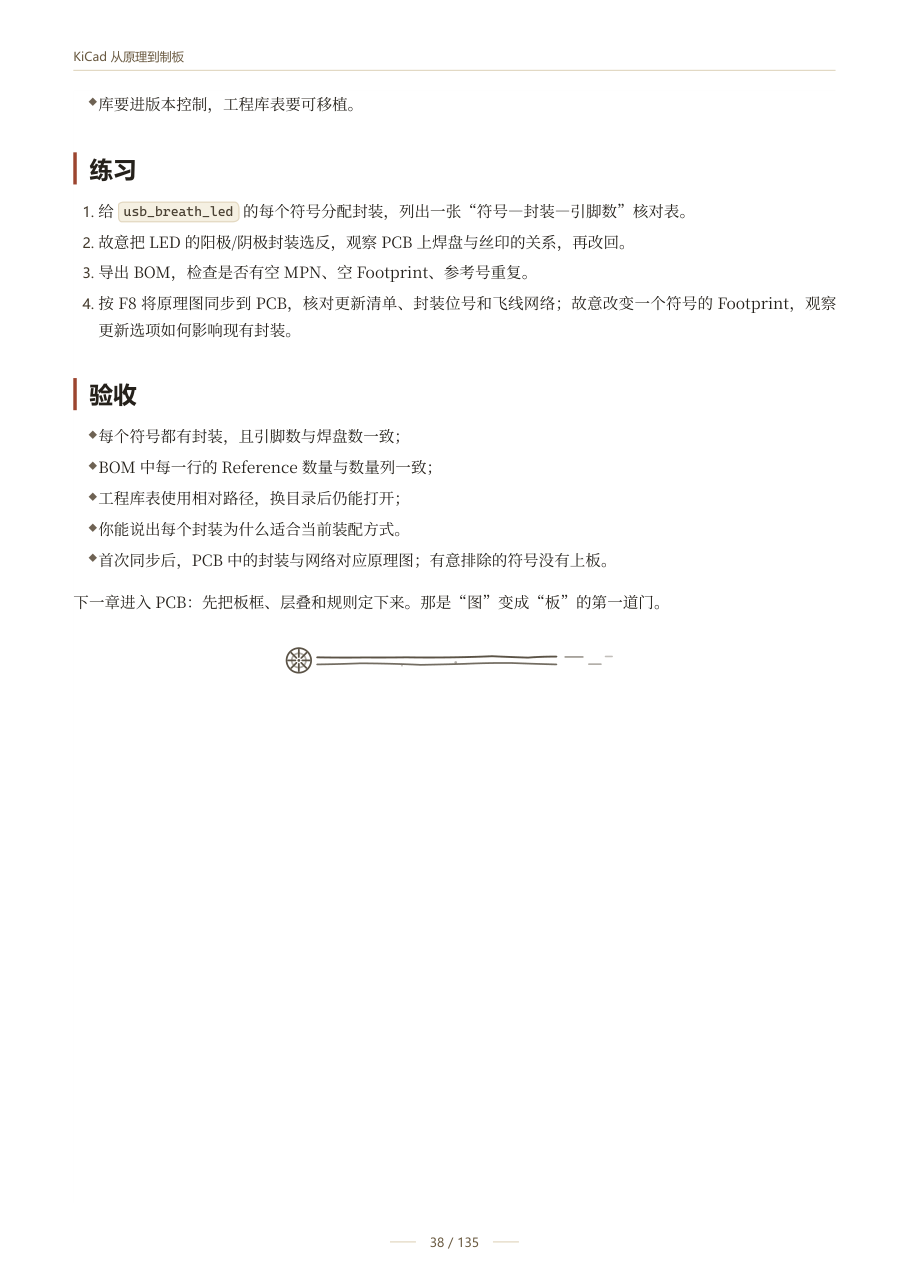 KiCad 从原理到制板
◆库要进版本控制，工程库表要可移植。
练习
1. 给 usb_breath_led 的每个符号分配封装，列出一张“符号—封装—引脚数”核对表。
2. 故意把 LED 的阳极/阴极封装选反，观察 PCB 上焊盘与丝印的关系，再改回。
3. 导出 BOM，检查是否有空 MPN、空 Footprint、参考号重复。
4. 按 F8 将原理图同步到 PCB，核对更新清单、封装位号和飞线网络；故意改变一个符号的 Footprint，观察
更新选项如何影响现有封装。
验收
◆每个符号都有封装，且引脚数与焊盘数一致；
◆BOM 中每一行的 Reference 数量与数量列一致；
◆工程库表使用相对路径，换目录后仍能打开；
◆你能说出每个封装为什么适合当前装配方式。
◆首次同步后，PCB 中的封装与网络对应原理图；有意排除的符号没有上板。
下一章进入 PCB：先把板框、层叠和规则定下来。那是“图”变成“板”的第一道门。
38 / 135